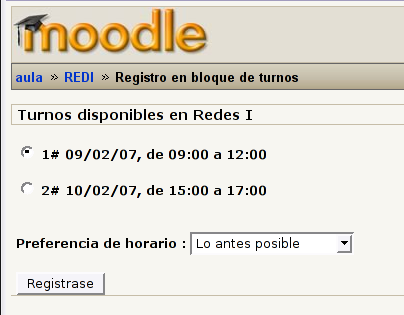 moodle
aula » REDI » Registro en bloque de turnos
Turnos disponibles en Redes I
1# 09/02/07, de 09:00 a 12:00
2# 10/02/07, de 15:00 a 17:00
Preferencia de horario : Lo antes posible
Registrase